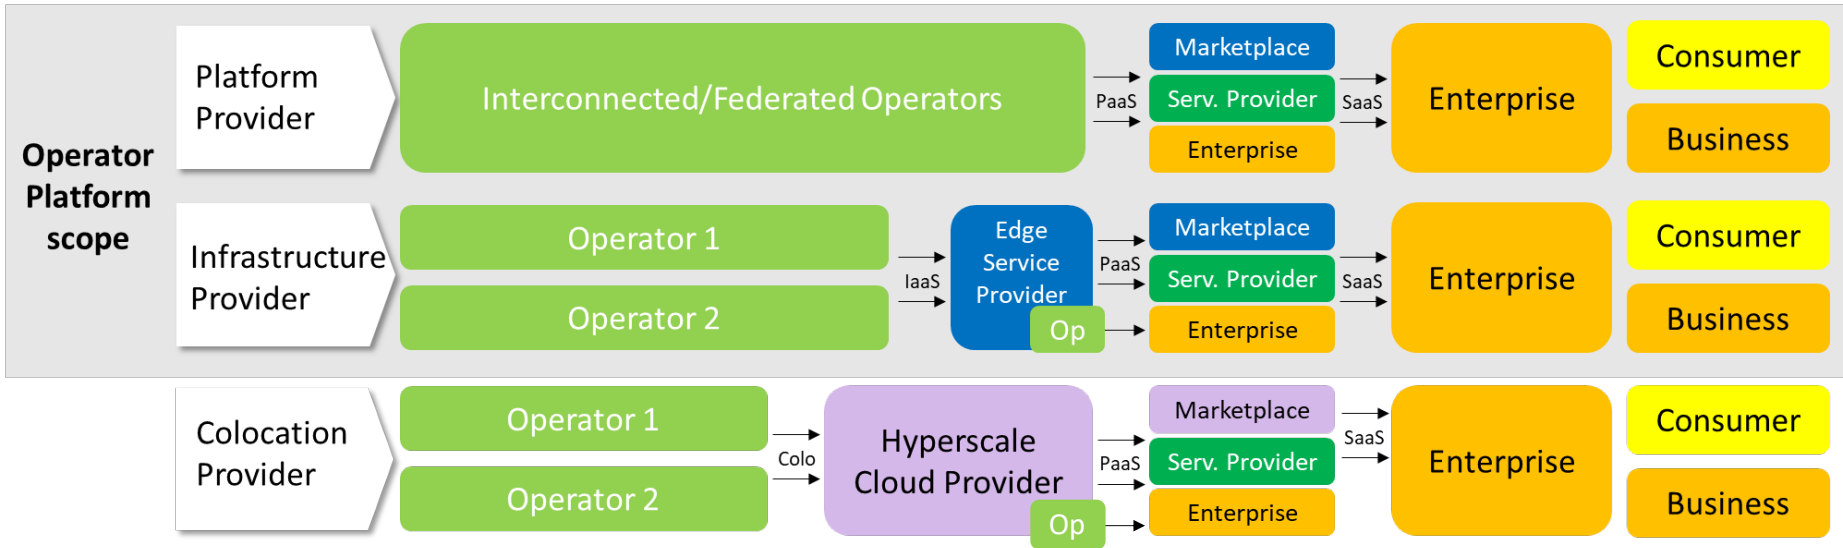 Operator
Platform
scope
Platform
Provider
Interconnected/Federated Operators
PaaS
Marketplace
Serv. Provider
Enterprise
SaaS
Enterprise
Consumer
Business
Infrastructure
Provider
Operator 1
Operator 2
IaaS
Edge
Service
Provider
Op
PaaS
Marketplace
Serv. Provider
Enterprise
SaaS
Enterprise
Consumer
Business
Colocation
Provider
Operator 1
Operator 2
Colo
Hyperscale
Cloud Provider
Op
PaaS
Marketplace
Serv. Provider
Enterprise
SaaS
Enterprise
Consumer
Business